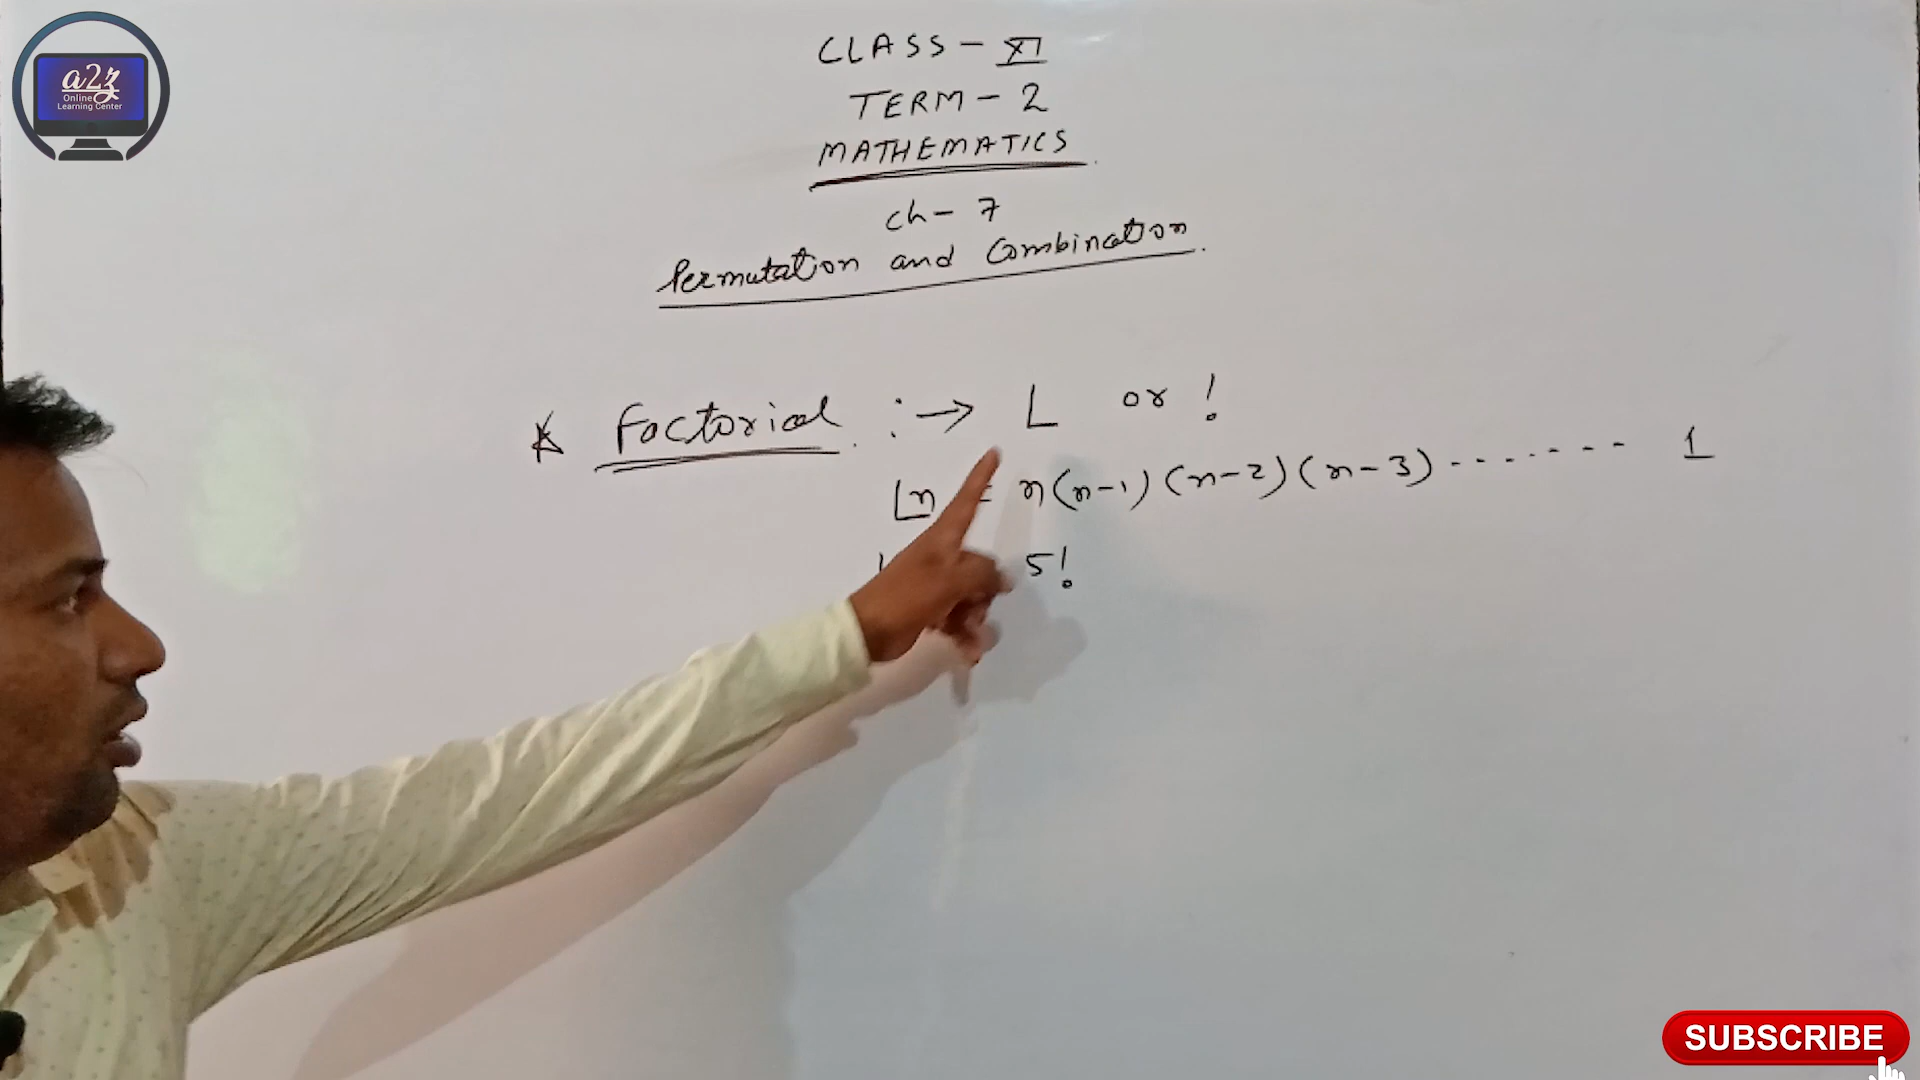 a2z
Online
Learning Center
CLASS - XI
TERM - 2
MATHEMATICS
Ch - 7
Permutation and Combination.
* Factorial :→ L or !
Ln = n(n-1)(n-2)(n-3)------- 1
5!
SUBSCRIBE